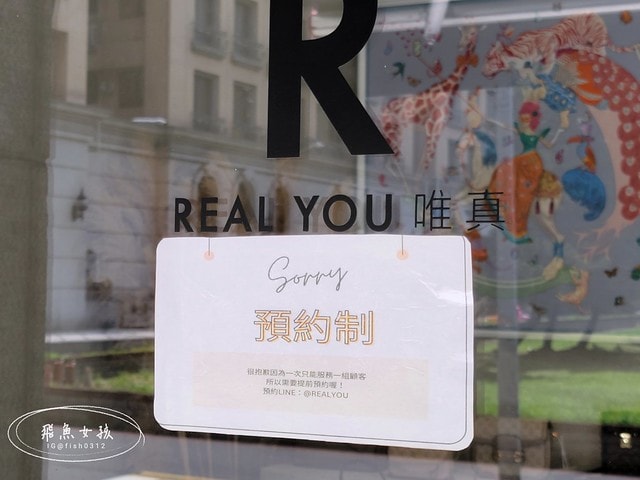 R
REAL YOU 唯真
Sorry
預約制
很抱歉因為一次只能服務一組顧客
所以需要提前預約喔！
預約LINE：@REALYOU
飛魚女孩
IG@fish0312